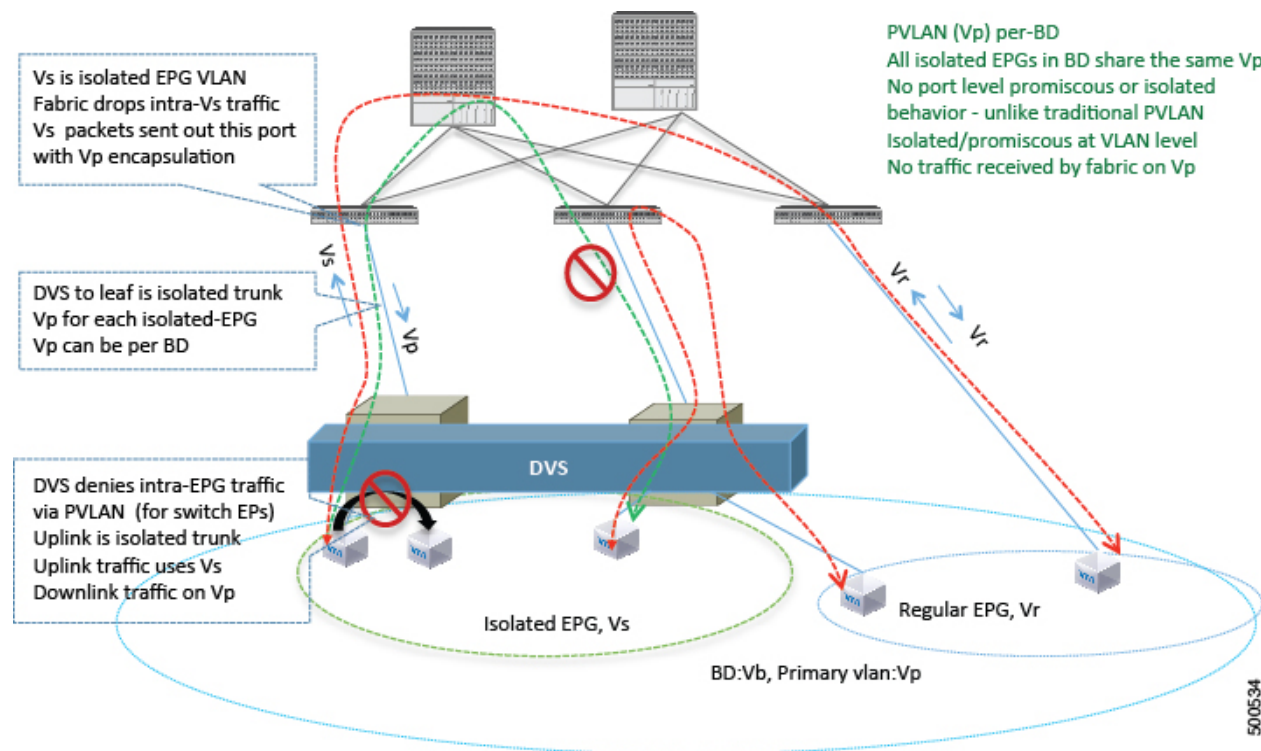 PVLAN (Vp) per-BD
All isolated EPGs in BD share the same Vp
No port level promiscous or isolated
behavior - unlike traditional PVLAN
Isolated/promiscous at VLAN level
No traffic received by fabric on Vp
Vs is isolated EPG VLAN
Fabric drops intra-Vs traffic
Vs packets sent out this port
with Vp encapsulation
Vs
DVS to leaf is isolated trunk
Vp for each isolated-EPG
Vp can be per BD
Vp
Vr
Vr
DVS
DVS denies intra-EPG traffic
via PVLAN (for switch EPs)
Uplink is isolated trunk
Uplink traffic uses Vs
Downlink traffic on Vp
Isolated EPG, Vs
Regular EPG, Vr
BD:Vb, Primary vlan:Vp
500534